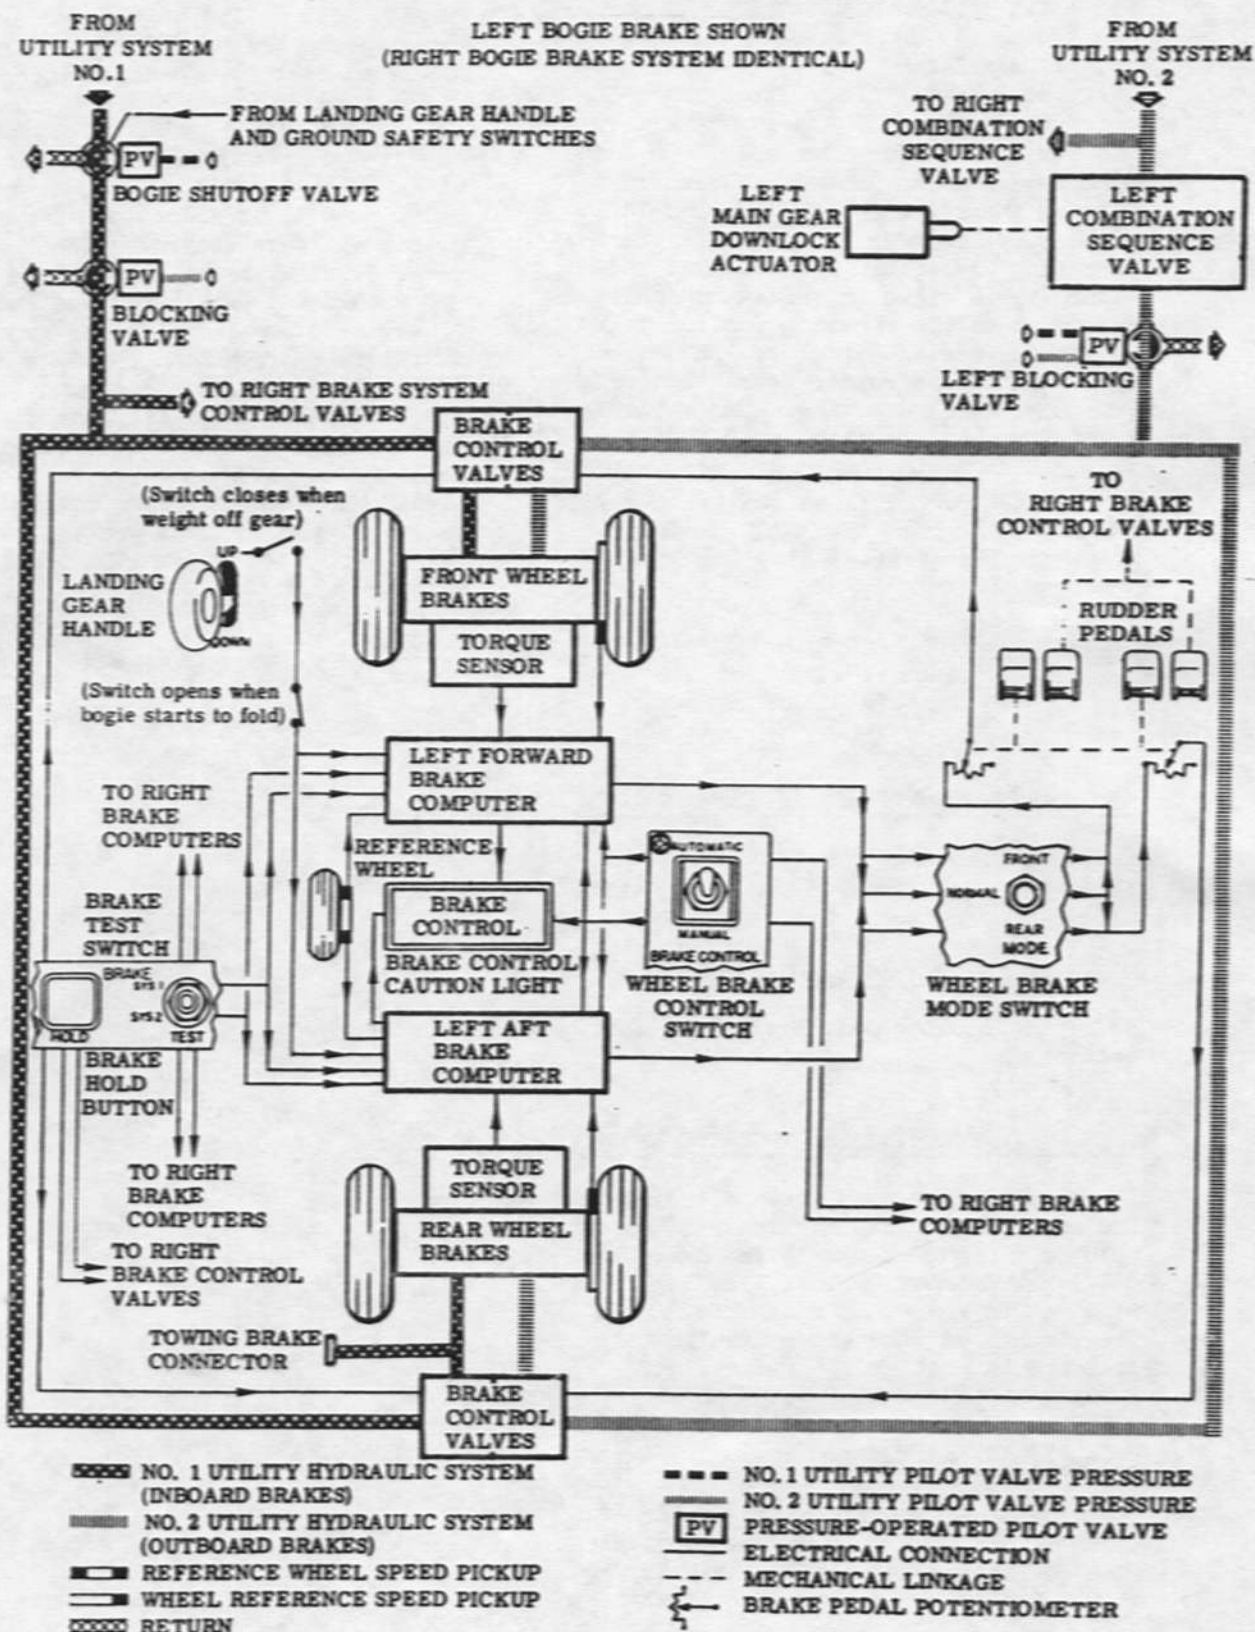 FROM
UTILITY SYSTEM
NO.1
LEFT BOGIE BRAKE SHOWN
(RIGHT BOGIE BRAKE SYSTEM IDENTICAL)
FROM
UTILITY SYSTEM
NO. 2
FROM LANDING GEAR HANDLE
AND GROUND SAFETY SWITCHES
PV
BOGIE SHUTOFF VALVE
TO RIGHT
COMBINATION
SEQUENCE
VALVE
LEFT
MAIN GEAR
DOWNLOCK
ACTUATOR
LEFT
COMBINATION
SEQUENCE
VALVE
PV
BLOCKING
VALVE
PV
LEFT BLOCKING
VALVE
TO RIGHT BRAKE SYSTEM
CONTROL VALVES
BRAKE
CONTROL
VALVES
(Switch closes when
weight off gear)
UP
LANDING
GEAR
HANDLE
DOWN
(Switch opens when
bogie starts to fold)
FRONT WHEEL
BRAKES
TORQUE
SENSOR
TO
RIGHT BRAKE
CONTROL VALVES
RUDDER
PEDALS
LEFT FORWARD
BRAKE
COMPUTER
TO RIGHT
BRAKE
COMPUTERS
REFERENCE
WHEEL
BRAKE
CONTROL
BRAKE CONTROL
CAUTION LIGHT
AUTOMATIC
MANUAL
BRAKE CONTROL
WHEEL BRAKE
CONTROL
SWITCH
FRONT
NORMAL
REAR
MODE
WHEEL BRAKE
MODE SWITCH
BRAKE
TEST
SWITCH
BRAKE
SYS 1
SYS 2
HOLD
TEST
BRAKE
HOLD
BUTTON
LEFT AFT
BRAKE
COMPUTER
TO RIGHT
BRAKE
COMPUTERS
TORQUE
SENSOR
REAR WHEEL
BRAKES
TO RIGHT BRAKE
COMPUTERS
TO RIGHT
BRAKE CONTROL
VALVES
TOWING BRAKE
CONNECTOR
BRAKE
CONTROL
VALVES
NO. 1 UTILITY HYDRAULIC SYSTEM
(INBOARD BRAKES)
NO. 2 UTILITY HYDRAULIC SYSTEM
(OUTBOARD BRAKES)
REFERENCE WHEEL SPEED PICKUP
WHEEL REFERENCE SPEED PICKUP
RETURN
NO. 1 UTILITY PILOT VALVE PRESSURE
NO. 2 UTILITY PILOT VALVE PRESSURE
PV PRESSURE-OPERATED PILOT VALVE
ELECTRICAL CONNECTION
MECHANICAL LINKAGE
BRAKE PEDAL POTENTIOMETER